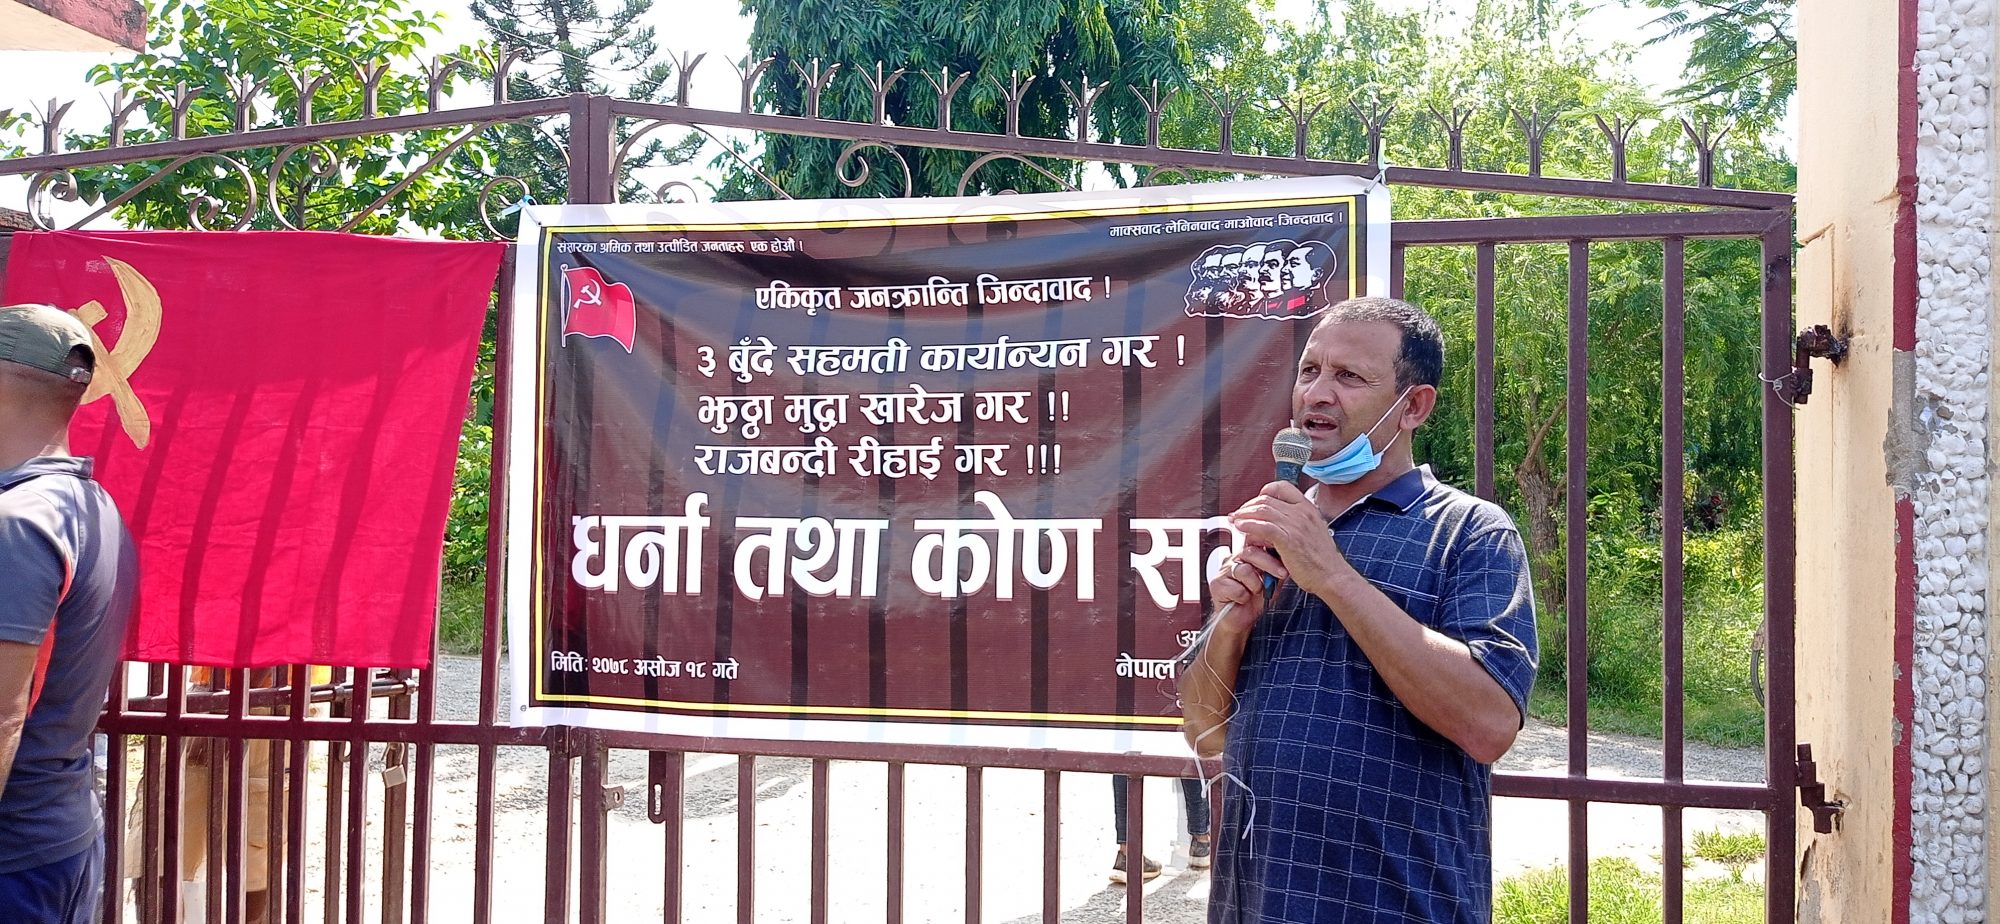 संसारका श्रमिक तथा उत्पीडित जनताहरु एक होऔं ।
माक्सवाद-लेनिनवाद-माओवाद-जिन्दावाद ।
एकिकृत जनक्रान्ति जिन्दावाद !
३ बुँदे सहमती कार्यान्यन गर !
झुठ्ठा मुद्धा खारेज गर !!
राजबन्दी रीहाई गर !!!
धर्ना तथा कोण
मितिः २०७८ असोज १८ गते
नेपाल